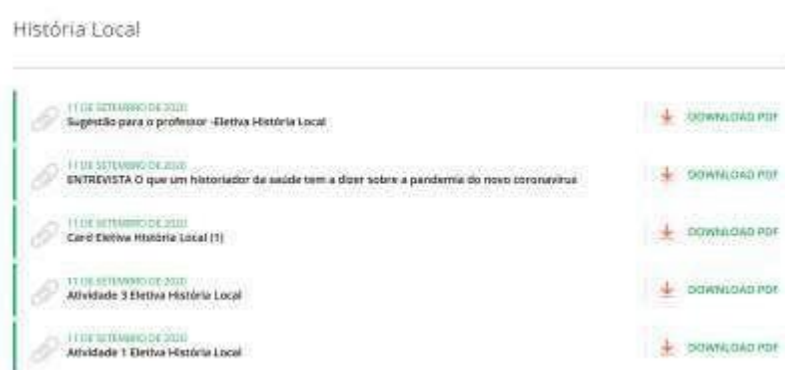 História Local
11 DE SETEMBRO DE 2020
Sugestão para o professor -Eletiva História Local
DOWNLOAD PDF
11 DE SETEMBRO DE 2020
ENTREVISTA O que um historiador da saúde tem a dizer sobre a pandemia do novo coronavírus
DOWNLOAD PDF
11 DE SETEMBRO DE 2020
Card Eletiva História Local (1)
DOWNLOAD PDF
11 DE SETEMBRO DE 2020
Atividade 3 Eletiva História Local
DOWNLOAD PDF
11 DE SETEMBRO DE 2020
Atividade 1 Eletiva História Local
DOWNLOAD PDF